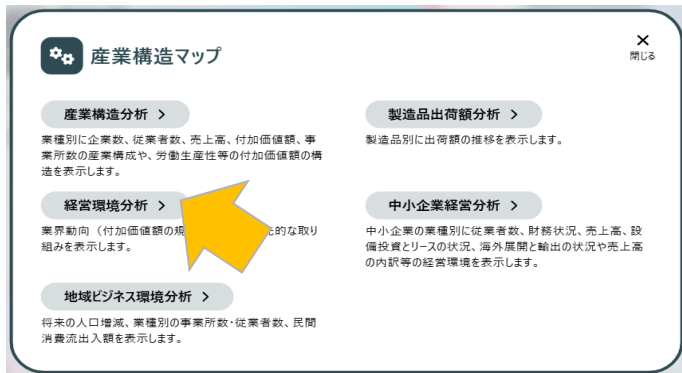 産業構造マップ
×
閉じる
産業構造分析 >
業種別に企業数、従業者数、売上高、付加価値額、事
業所数の産業構成や、労働生産性等の付加価値額の構
造を表示します。
製造品出荷額分析 >
製造品別に出荷額の推移を表示します。
経営環境分析 >
業界動向（付加価値額の規
的な取り
組みを表示します。
中小企業経営分析 >
中小企業の業種別に従業者数、財務状況、売上高、設
備投資とリースの状況、海外展開と輸出の状況や売上高
の内訳等の経営環境を表示します。
地域ビジネス環境分析 >
将来の人口増減、業種別の事業所数・従業者数、民間
消費流出入額を表示します。